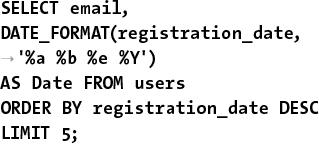 SELECT email,
DATE_FORMAT(registration_date,
→'%a %b %e %Y')
AS Date FROM users
ORDER BY registration_date DESC
LIMIT 5;